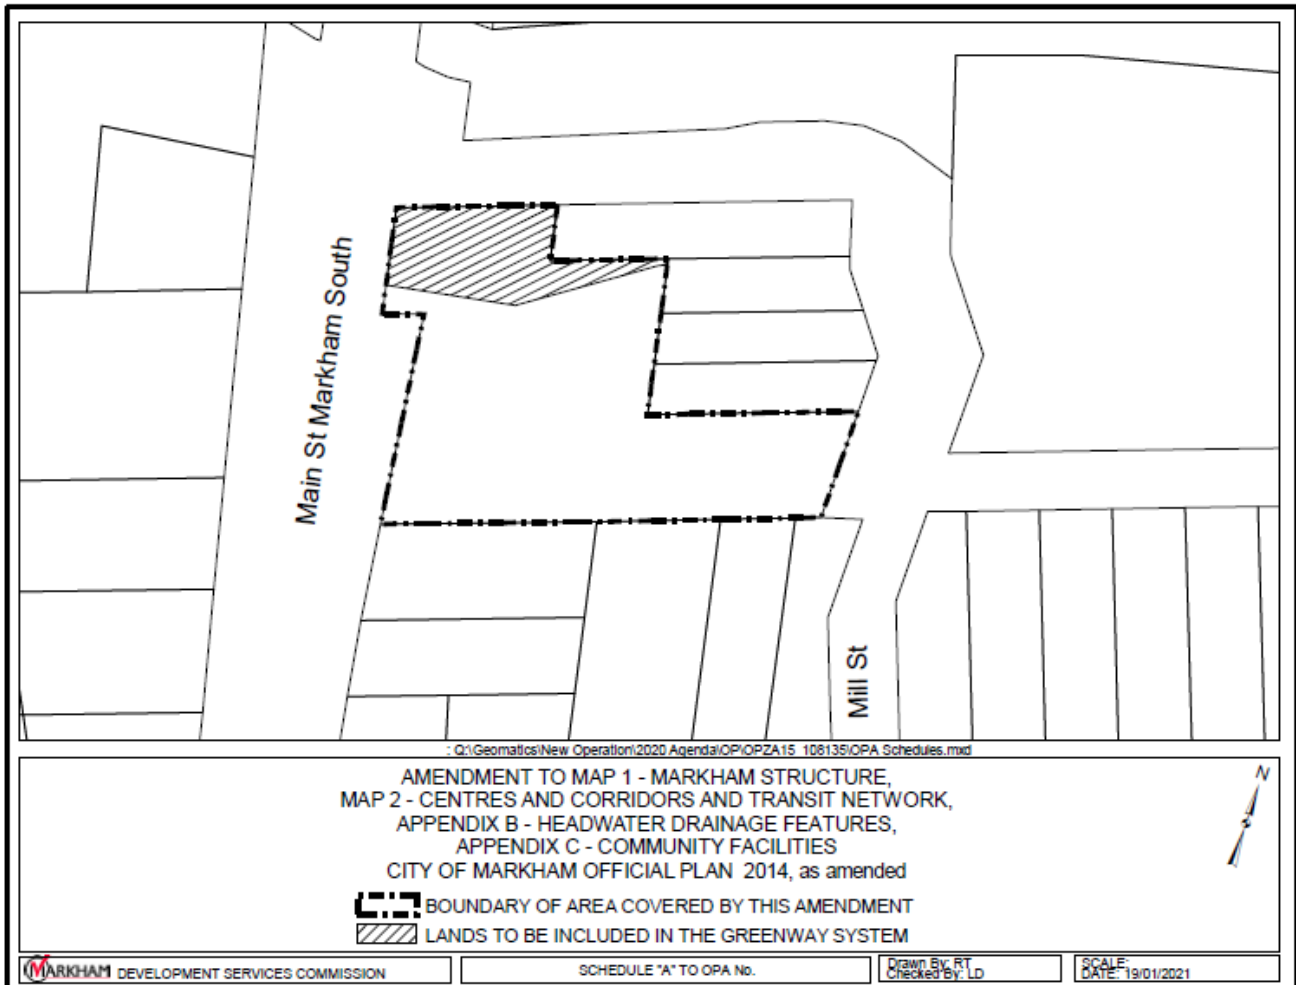 Main St Markham South
Mill St
: Q:\Geomatics\New Operation\2020 Agenda\OP\OPZA15_108135\OPA Schedules.mxd
AMENDMENT TO MAP 1 - MARKHAM STRUCTURE,
MAP 2 - CENTRES AND CORRIDORS AND TRANSIT NETWORK,
APPENDIX B - HEADWATER DRAINAGE FEATURES,
APPENDIX C - COMMUNITY FACILITIES
CITY OF MARKHAM OFFICIAL PLAN 2014, as amended
N
BOUNDARY OF AREA COVERED BY THIS AMENDMENT
LANDS TO BE INCLUDED IN THE GREENWAY SYSTEM
MARKHAM DEVELOPMENT SERVICES COMMISSION
SCHEDULE "A" TO OPA No.
Drawn By: RT
Checked By: LD
SCALE:
DATE: 19/01/2021